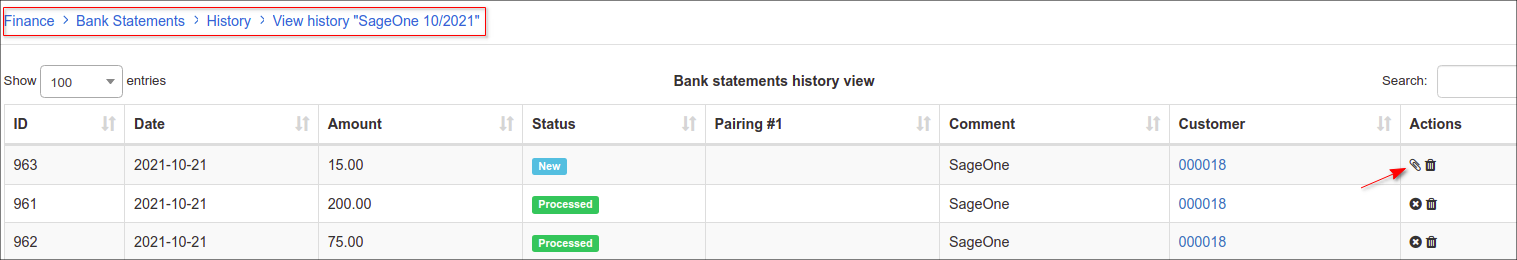 Finance > Bank Statements > History > View history "SageOne 10/2021"
Show 100 entries Bank statements history view Search:
ID Date Amount Status Pairing #1 Comment Customer Actions
963 2021-10-21 15.00 New SageOne 000018
961 2021-10-21 200.00 Processed SageOne 000018
962 2021-10-21 75.00 Processed SageOne 000018